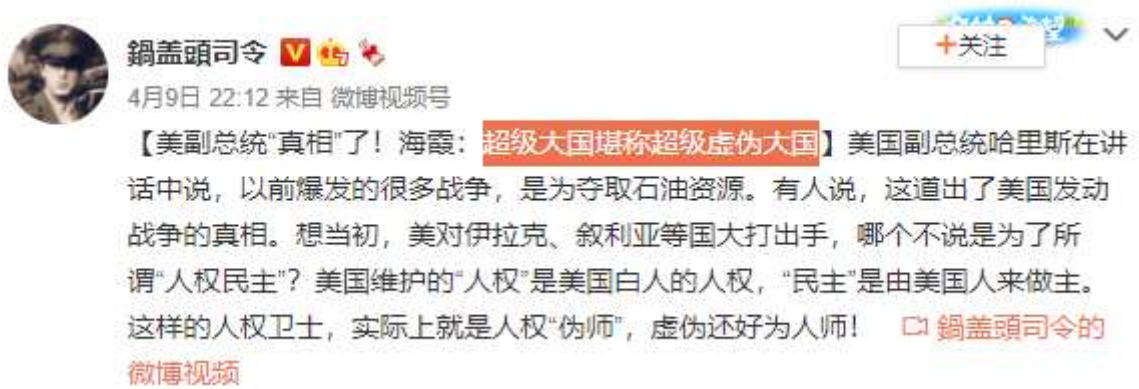 鍋盖頭司令
+关注
4月9日 22:12 来自 微博视频号
【美副总统“真相”了！海霞：超级大国堪称超级虚伪大国】美国副总统哈里斯在讲
话中说，以前爆发的很多战争，是为夺取石油资源。有人说，这道出了美国发动
战争的真相。想当初，美对伊拉克、叙利亚等国大打出手，哪个不说是为了所
谓“人权民主”？美国维护的“人权”是美国白人的人权，“民主”是由美国人来做主。
这样的人权卫士，实际上就是人权“伪师”，虚伪还好为人师！ 鍋盖頭司令的
微博视频